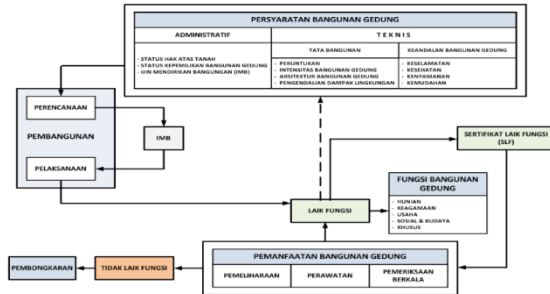 PERSYARATAN BANGUNAN GEDUNG
ADMINISTRATIF
TEKNIS
TATA BANGUNAN
KEANDALAN BANGUNAN GEDUNG
- STATUS HAK ATAS TANAH
- STATUS KEPEMILIKAN BANGUNAN GEDUNG
- IJIN MENDIRIKAN BANGUNGAN (IMB)
- PERUNTUKAN
- INTENSITAS BANGUNAN GEDUNG
- ARSITEKTUR BANGUNAN GEDUNG
- PENGENDALIAN DAMPAK LINGKUNGAN
- KESELAMATAN
- KESEHATAN
- KENYAMANAN
- KEMUDAHAN
PERENCANAAN
PEMBANGUNAN
IMB
PELAKSANAAN
SERTIFIKAT LAIK FUNGSI
(SLF)
LAIK FUNGSI
FUNGSI BANGUNAN
GEDUNG
- HUNIAN
- KEAGAMAAN
- USAHA
- SOSIAL & BUDAYA
- KHUSUS
PEMANFAATAN BANGUNAN GEDUNG
PEMELIHARAAN
PERAWATAN
PEMERIKSAAN
BERKALA
PEMBONGKARAN
TIDAK LAIK FUNGSI